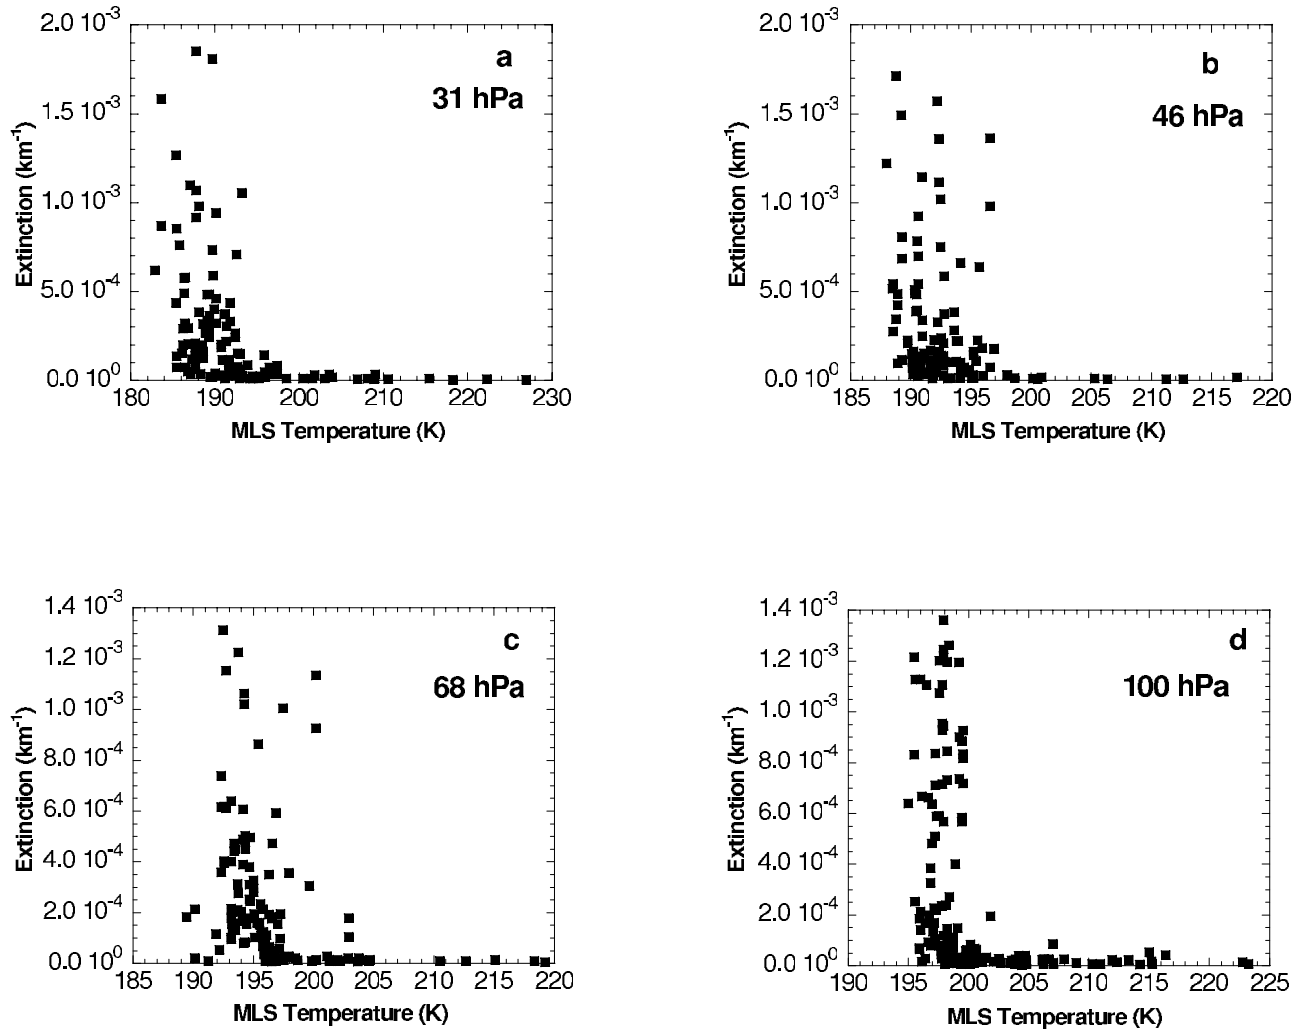 a
31 hPa
2.0 10-3
1.5 10-3
1.0 10-3
5.0 10-4
0.0 100
Extinction (km-1)
180 190 200 210 220 230
MLS Temperature (K)
b
46 hPa
2.0 10-3
1.5 10-3
1.0 10-3
5.0 10-4
0.0 100
Extinction (km-1)
185 190 195 200 205 210 215 220
MLS Temperature (K)
c
68 hPa
1.4 10-3
1.2 10-3
1.0 10-3
8.0 10-4
6.0 10-4
4.0 10-4
2.0 10-4
0.0 100
Extinction (km-1)
185 190 195 200 205 210 215 220
MLS Temperature (K)
d
100 hPa
1.4 10-3
1.2 10-3
1.0 10-3
8.0 10-4
6.0 10-4
4.0 10-4
2.0 10-4
0.0 100
Extinction (km-1)
190 195 200 205 210 215 220 225
MLS Temperature (K)